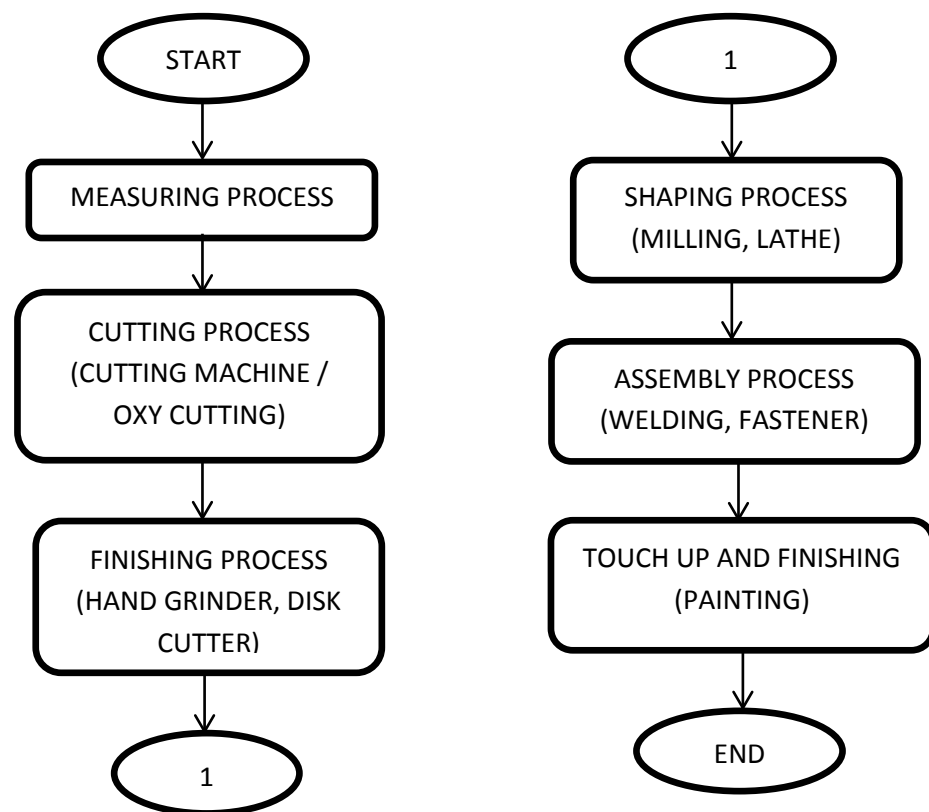 START
MEASURING PROCESS
CUTTING PROCESS
(CUTTING MACHINE /
OXY CUTTING)
FINISHING PROCESS
(HAND GRINDER, DISK
CUTTER)
1
1
SHAPING PROCESS
(MILLING, LATHE)
ASSEMBLY PROCESS
(WELDING, FASTENER)
TOUCH UP AND FINISHING
(PAINTING)
END